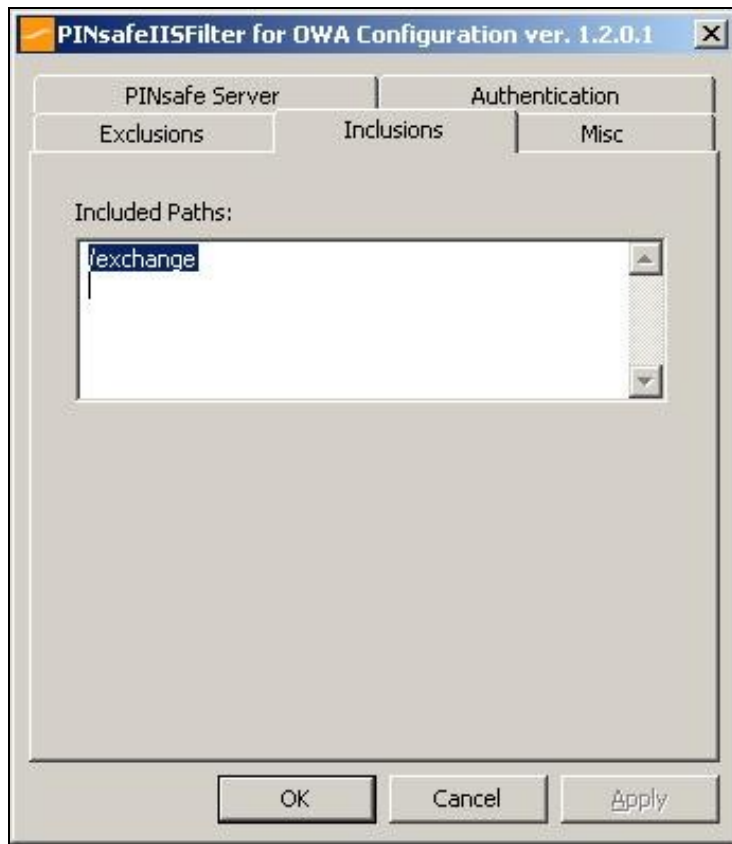 PINsafeIISFilter for OWA Configuration ver. 1.2.0.1
PINsafe Server Authentication
Exclusions Inclusions Misc
Included Paths:
/exchange
OK Cancel Apply